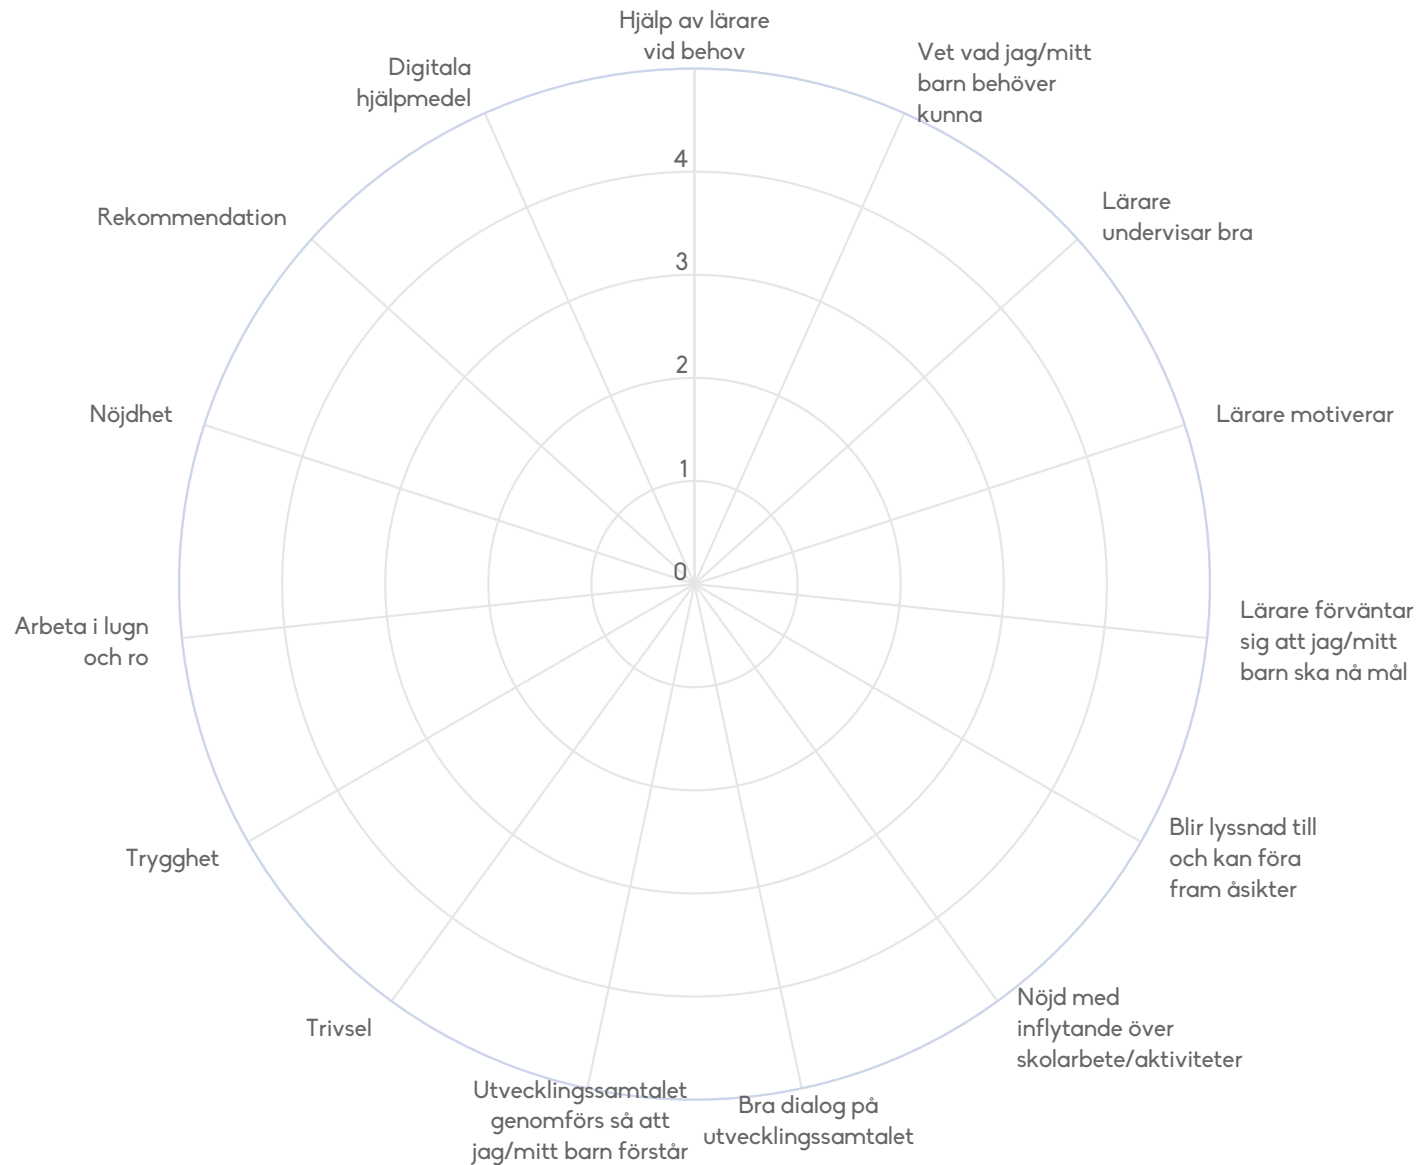 Hjälp av lärare
vid behov
Vet vad jag/mitt
barn behöver
kunna
Lärare
undervisar bra
Lärare motiverar
Lärare förväntar
sig att jag/mitt
barn ska nå mål
Blir lyssnad till
och kan föra
fram åsikter
Nöjd med
inflytande över
skolarbete/aktiviteter
Bra dialog på
utvecklingssamtalet
Utvecklingssamtalet
genomförs så att
jag/mitt barn förstår
Trivsel
Trygghet
Arbeta i lugn
och ro
Nöjdhet
Rekommendation
Digitala
hjälpmedel
4
3
2
1
0